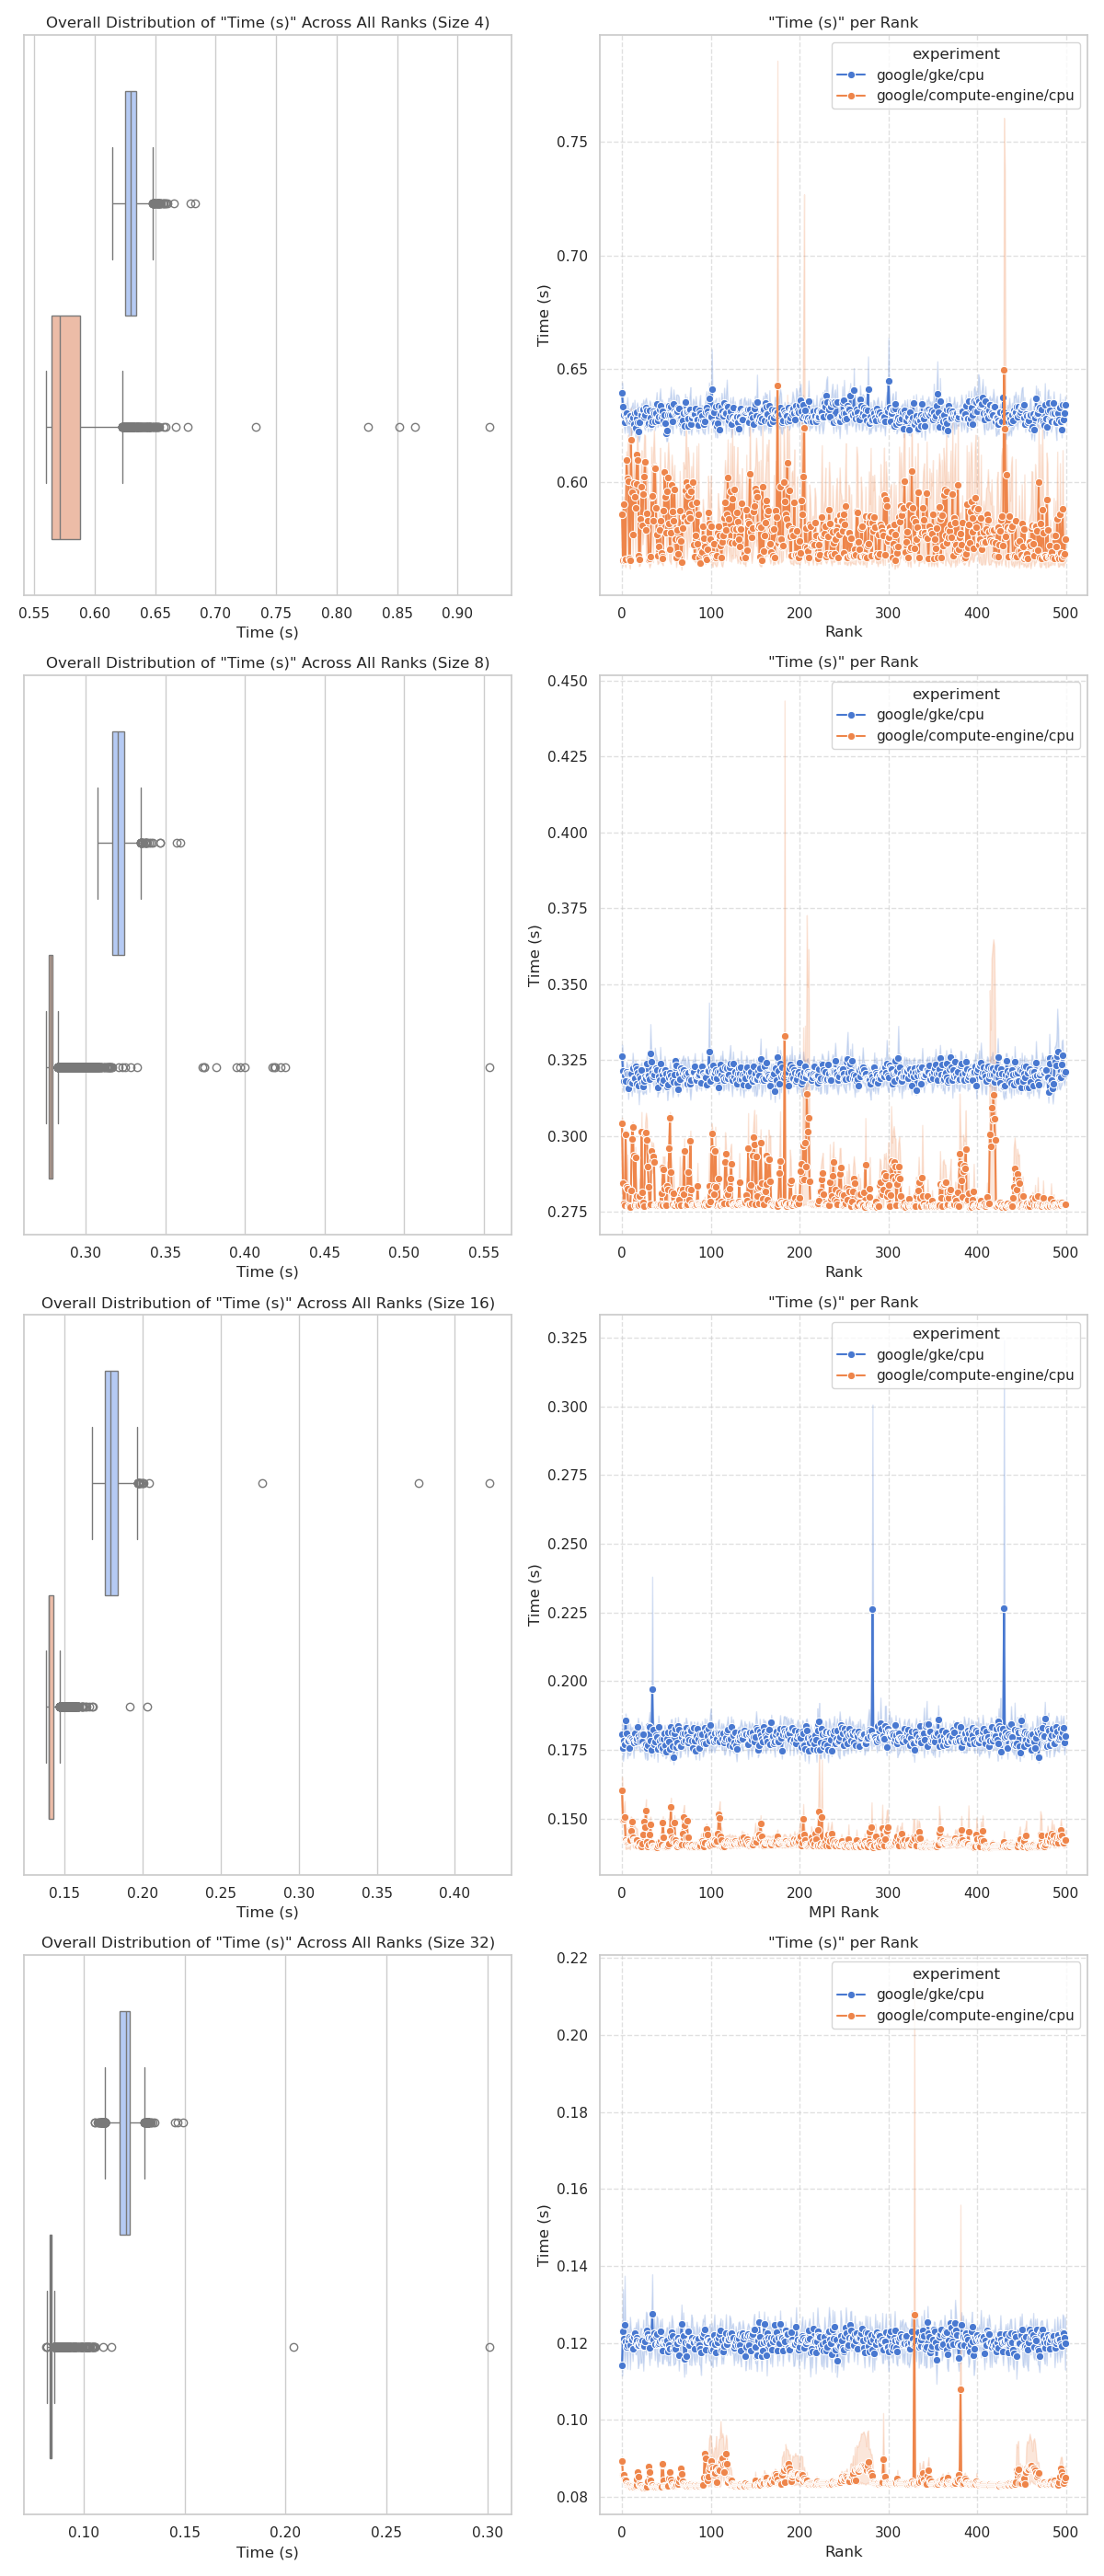 Overall Distribution of "Time (s)" Across All Ranks (Size 4)
0.55 0.60 0.65 0.70 0.75 0.80 0.85 0.90
Time (s)
"Time (s)" per Rank
experiment
google/gke/cpu
google/compute-engine/cpu
0.75
0.70
0.65
0.60
Time (s)
0 100 200 300 400 500
Rank
Overall Distribution of "Time (s)" Across All Ranks (Size 8)
0.30 0.35 0.40 0.45 0.50 0.55
Time (s)
"Time (s)" per Rank
experiment
google/gke/cpu
google/compute-engine/cpu
0.450
0.425
0.400
0.375
0.350
0.325
0.300
0.275
Time (s)
0 100 200 300 400 500
Rank
Overall Distribution of "Time (s)" Across All Ranks (Size 16)
0.15 0.20 0.25 0.30 0.35 0.40
Time (s)
"Time (s)" per Rank
experiment
google/gke/cpu
google/compute-engine/cpu
0.325
0.300
0.275
0.250
0.225
0.200
0.175
0.150
Time (s)
0 100 200 300 400 500
MPI Rank
Overall Distribution of "Time (s)" Across All Ranks (Size 32)
0.10 0.15 0.20 0.25 0.30
Time (s)
"Time (s)" per Rank
experiment
google/gke/cpu
google/compute-engine/cpu
0.22
0.20
0.18
0.16
0.14
0.12
0.10
0.08
Time (s)
0 100 200 300 400 500
Rank